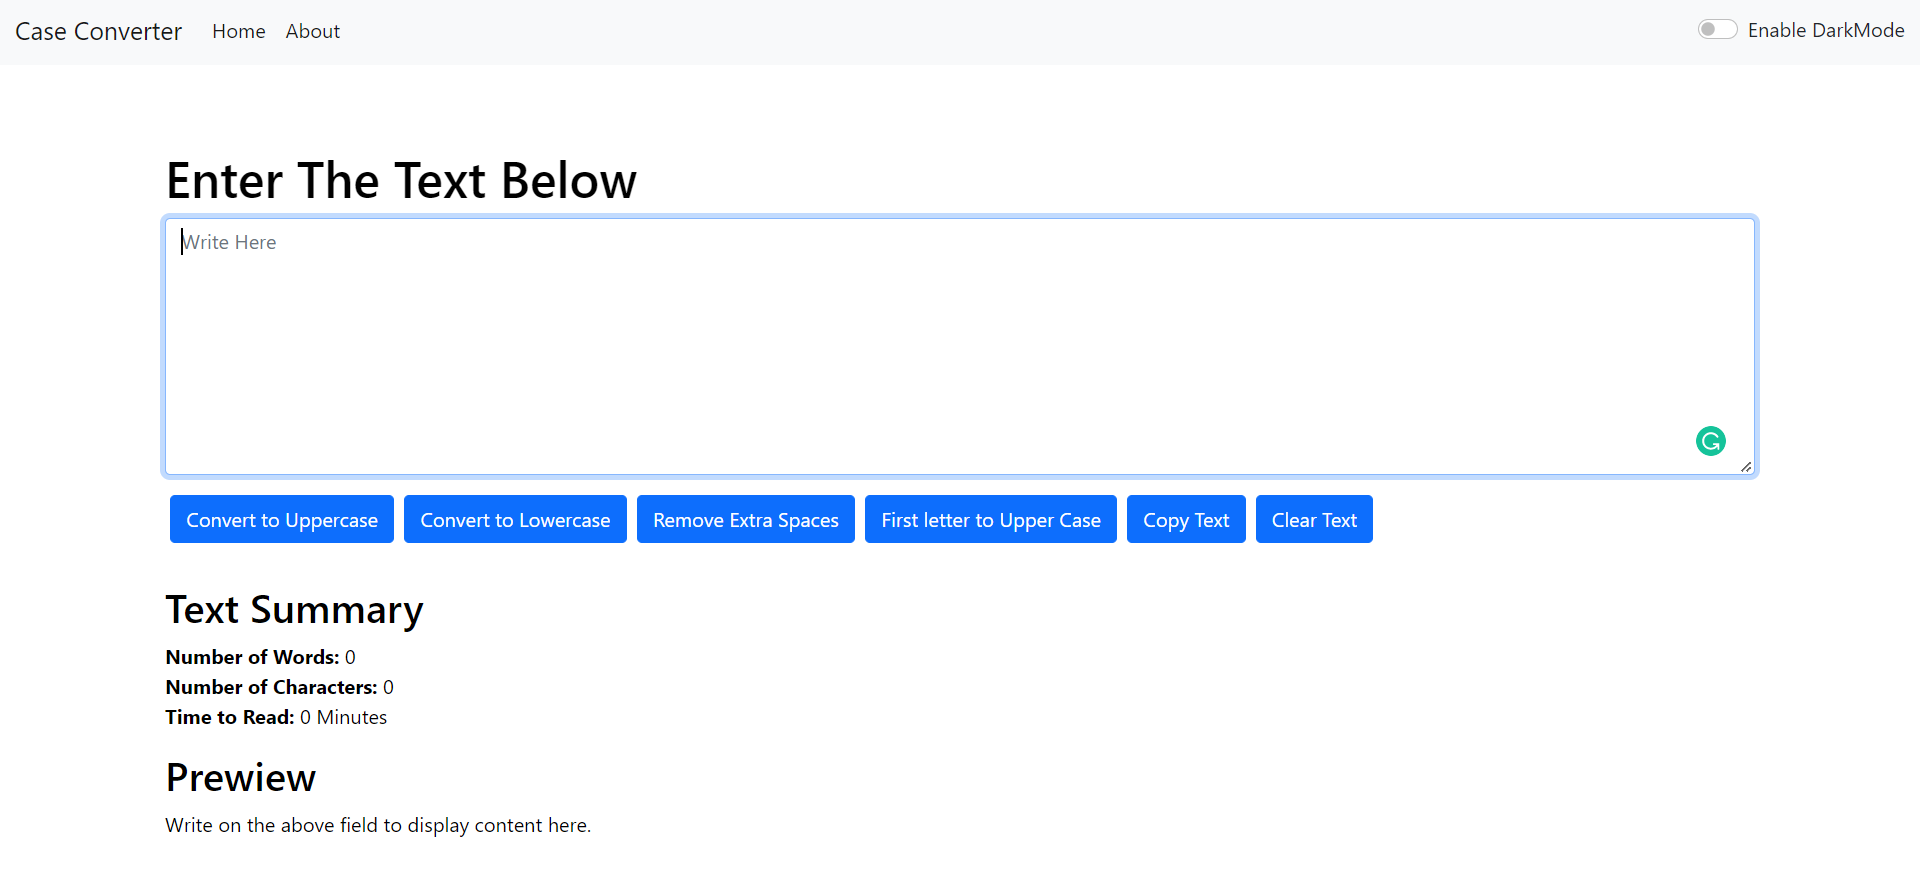 Case Converter Home About Enable DarkMode
Enter The Text Below
Write Here
Convert to Uppercase Convert to Lowercase Remove Extra Spaces First letter to Upper Case Copy Text Clear Text
Text Summary
Number of Words: 0
Number of Characters: 0
Time to Read: 0 Minutes
Prewiew
Write on the above field to display content here.